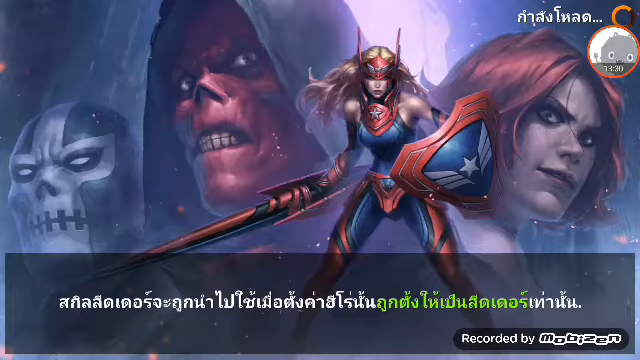 กำลังโหลด...
13:30
สกิลลีดเดอร์จะถูกนำไปใช้เมื่อตั้งค่าฮีโร่นั้นถูกตั้งให้เป็นลีดเดอร์เท่านั้น.
Recorded by MOBIZEN